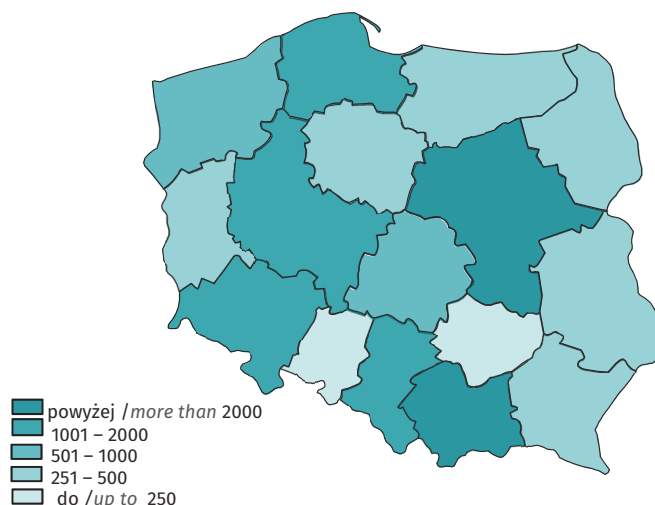 powyżej /more than 2000
1001 – 2000
501 – 1000
251 – 500
do /up to 250